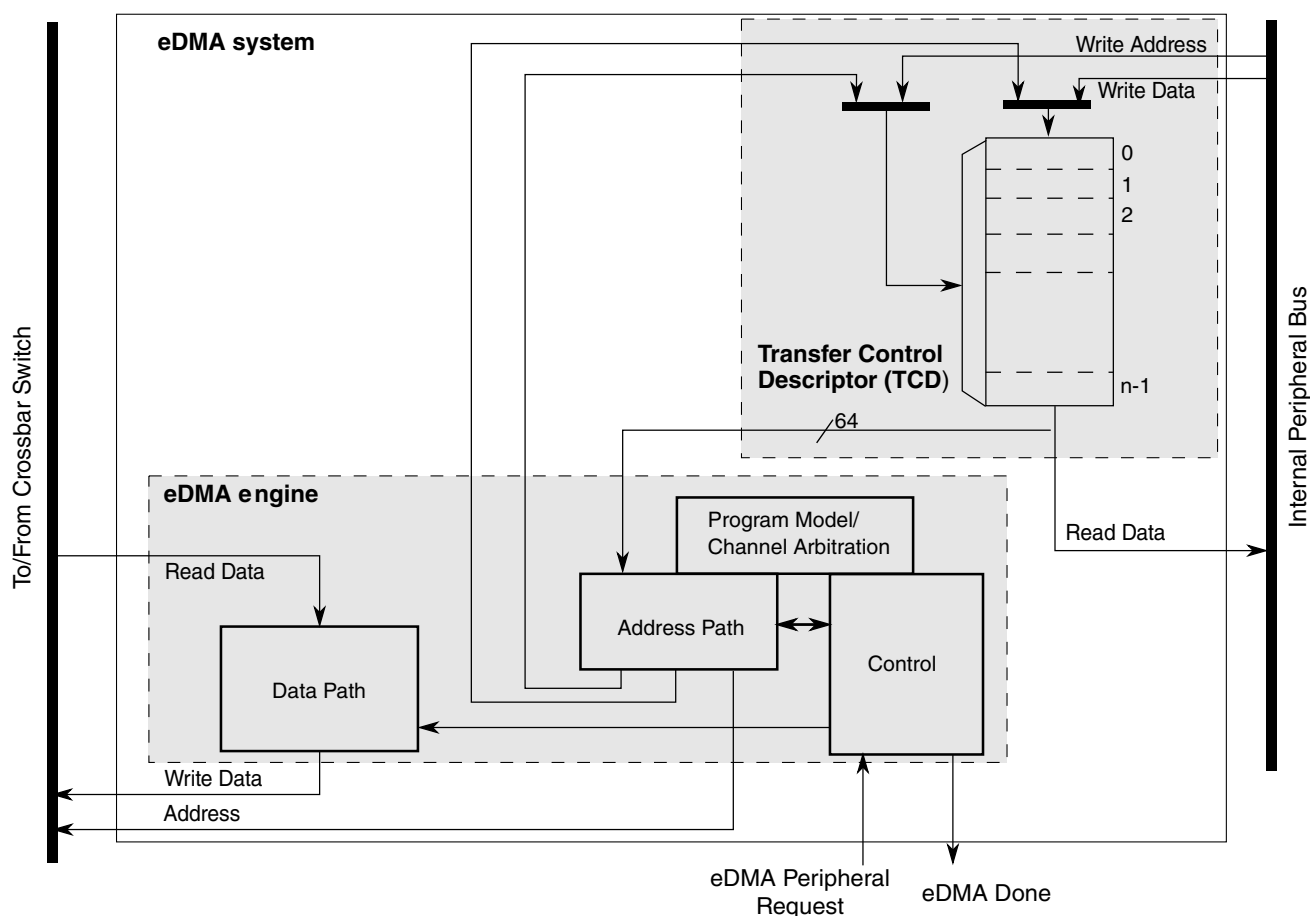 eDMA system
Write Address
Write Data
0
1
2
n-1
Transfer Control
Descriptor (TCD)
64
To/From Crossbar Switch
Internal Peripheral Bus
eDMA engine
Program Model/
Channel Arbitration
Read Data
Read Data
Address Path
Control
Data Path
Write Data
Address
eDMA Peripheral
Request
eDMA Done